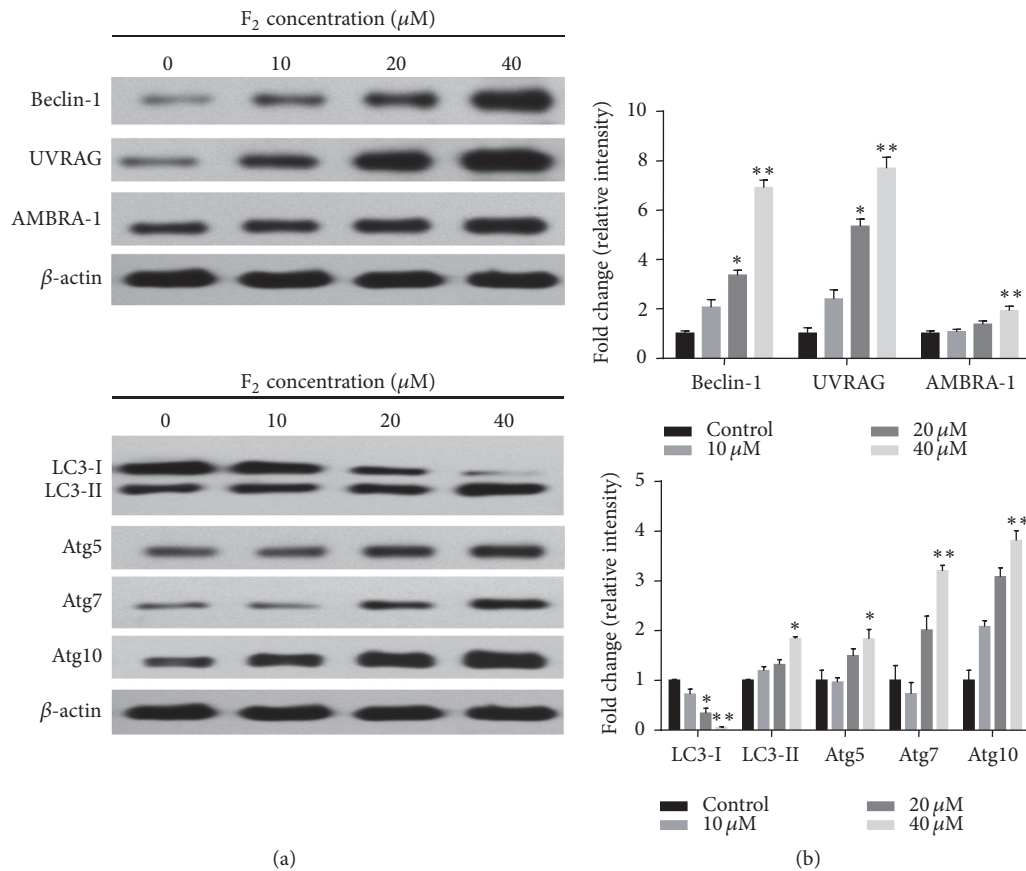 F₂ concentration (μM)
0 10 20 40
Beclin-1
UVRAG
AMBRA-1
β-actin
F₂ concentration (μM)
0 10 20 40
LC3-I
LC3-II
Atg5
Atg7
Atg10
β-actin
(a)
Fold change (relative intensity)
10
8
6
4
2
0
** ** * * **
Beclin-1 UVRAG AMBRA-1
Control 20 μM
10 μM 40 μM
Fold change (relative intensity)
5
4
3
2
1
0
* ** * * ** **
LC3-I LC3-II Atg5 Atg7 Atg10
Control 20 μM
10 μM 40 μM
(b)